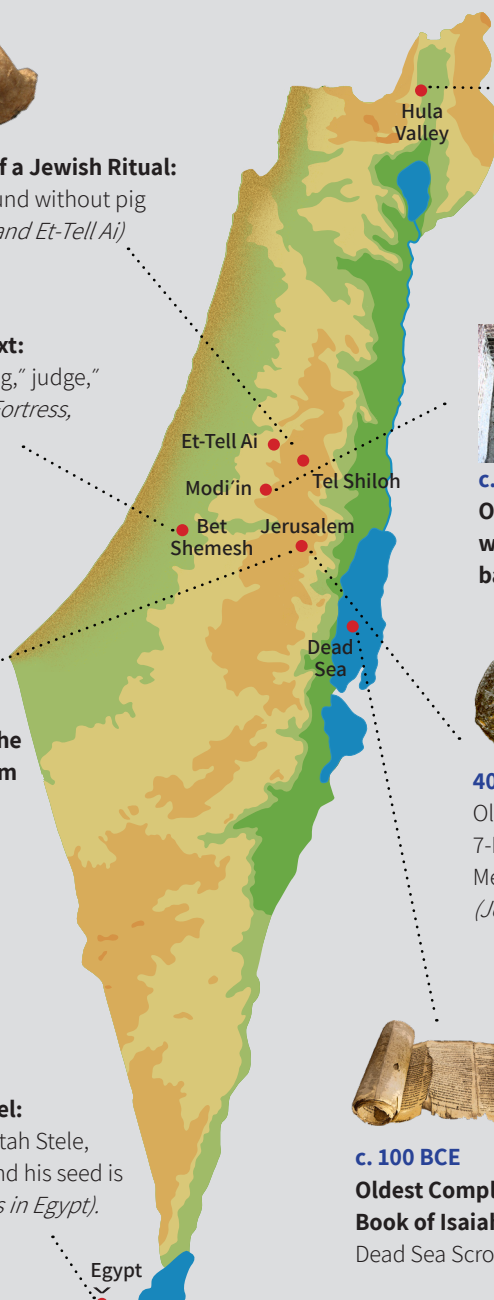 Hula
Valley
f a Jewish Ritual:
und without pig
and Et-Tell Ai)
xt:
g,˝ judge,˝
Fortress,
Et-Tell Ai
Tel Shiloh
Modi´in
Bet
Shemesh
Jerusalem
Dead
Sea
c.
O
w
ba
he
m
40
Ol
7-
Me
(Je
el:
tah Stele,
nd his seed is
s in Egypt).
Egypt
c. 100 BCE
Oldest Compl
Book of Isaiah
Dead Sea Scro